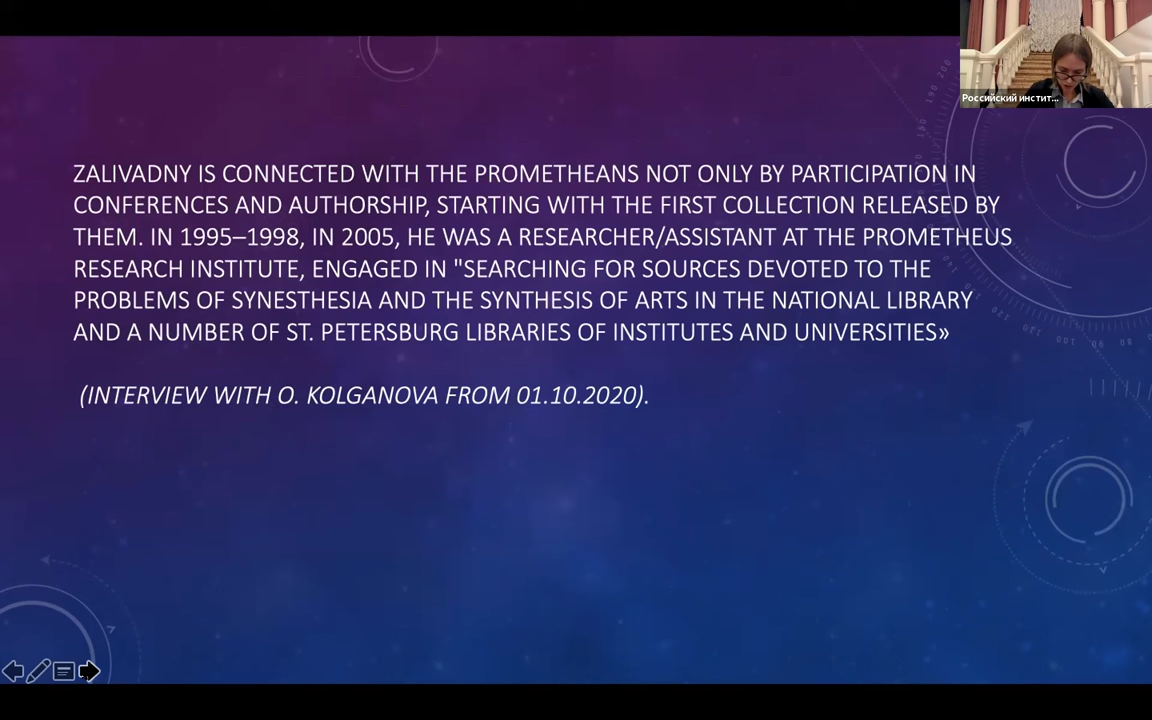 Российский инстит...
ZALIVADNY IS CONNECTED WITH THE PROMETHEANS NOT ONLY BY PARTICIPATION IN
CONFERENCES AND AUTHORSHIP, STARTING WITH THE FIRST COLLECTION RELEASED BY
THEM. IN 1995–1998, IN 2005, HE WAS A RESEARCHER/ASSISTANT AT THE PROMETHEUS
RESEARCH INSTITUTE, ENGAGED IN "SEARCHING FOR SOURCES DEVOTED TO THE
PROBLEMS OF SYNESTHESIA AND THE SYNTHESIS OF ARTS IN THE NATIONAL LIBRARY
AND A NUMBER OF ST. PETERSBURG LIBRARIES OF INSTITUTES AND UNIVERSITIES»
(INTERVIEW WITH O. KOLGANOVA FROM 01.10.2020).